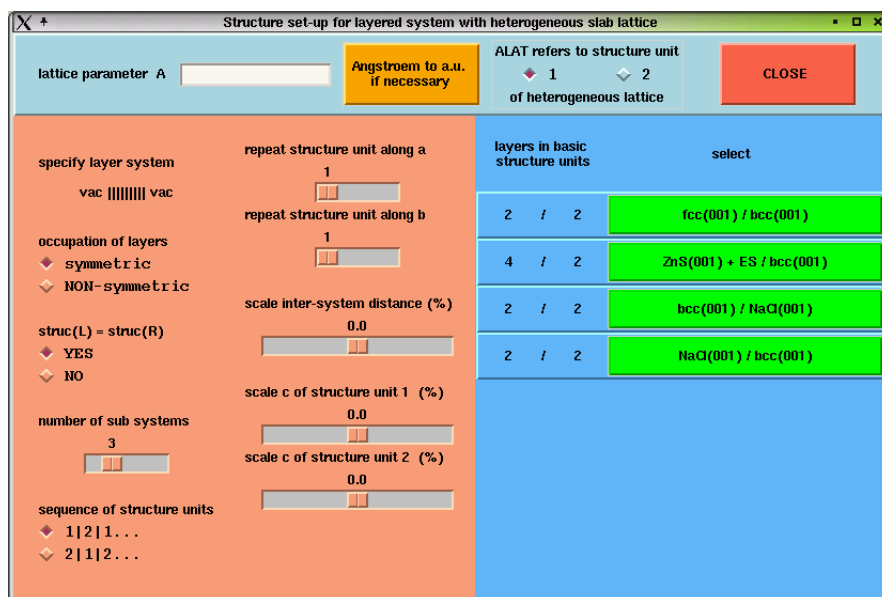 Structure set-up for layered system with heterogeneous slab lattice
lattice parameter A
Angstroem to a.u.
if necessary
ALAT refers to structure unit
1 2
of heterogeneous lattice
CLOSE
specify layer system
vac ||||||||| vac
occupation of layers
symmetric
NON-symmetric
struc(L) = struc(R)
YES
NO
number of sub systems
3
sequence of structure units
1|2|1...
2|1|2...
repeat structure unit along a
1
repeat structure unit along b
1
scale inter-system distance (%)
0.0
scale c of structure unit 1 (%)
0.0
scale c of structure unit 2 (%)
0.0
layers in basic
structure units
select
2 / 2 fcc(001) / bcc(001)
4 / 2 ZnS(001) + ES / bcc(001)
2 / 2 bcc(001) / NaCl(001)
2 / 2 NaCl(001) / bcc(001)